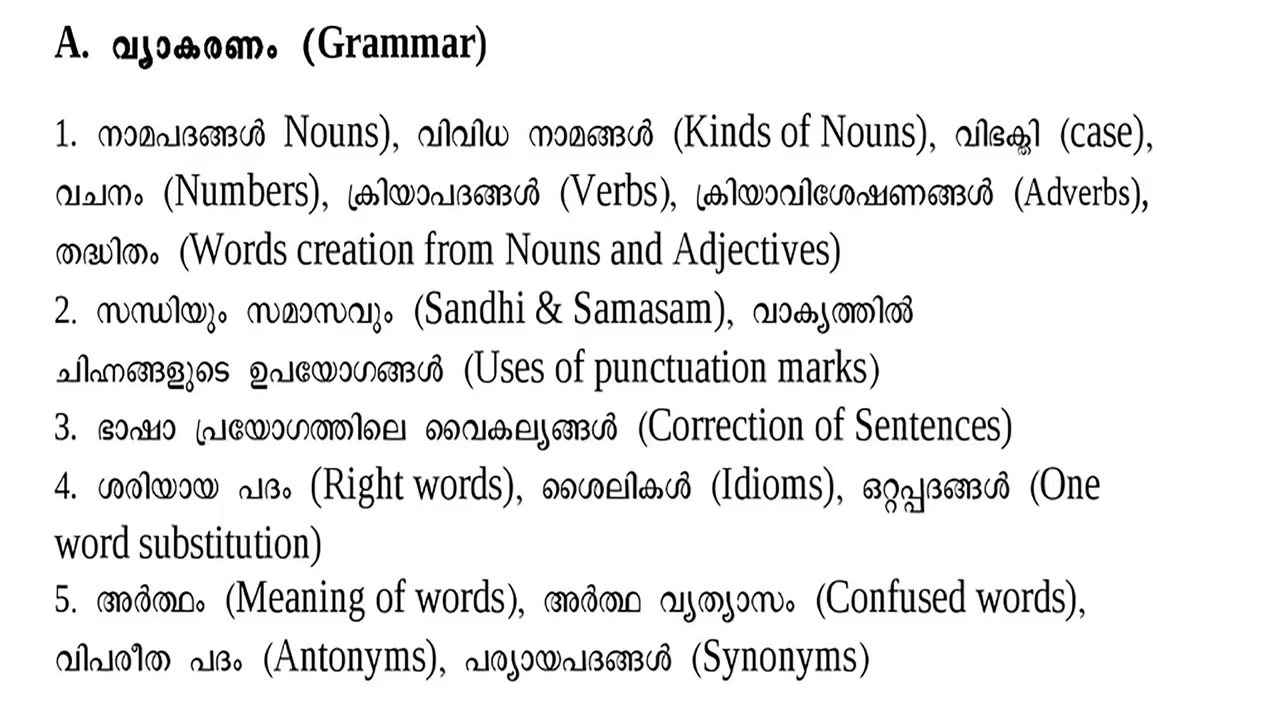 A. വ്യാകരണം (Grammar)
1. നാമപദങ്ങൾ Nouns), വിവിധ നാമങ്ങൾ (Kinds of Nouns), വിഭക്തി (case),
വചനം (Numbers), ക്രിയാപദങ്ങൾ (Verbs), ക്രിയാവിശേഷണങ്ങൾ (Adverbs),
തദ്ധിതം (Words creation from Nouns and Adjectives)
2. സന്ധിയും സമാസവും (Sandhi & Samasam), വാക്യത്തിൽ
ചിഹ്നങ്ങളുടെ ഉപയോഗങ്ങൾ (Uses of punctuation marks)
3. ഭാഷാ പ്രയോഗത്തിലെ വൈകല്യങ്ങൾ (Correction of Sentences)
4. ശരിയായ പദം (Right words), ശൈലികൾ (Idioms), ഒറ്റപ്പദങ്ങൾ (One
word substitution)
5. അർത്ഥം (Meaning of words), അർത്ഥ വ്യത്യാസം (Confused words),
വിപരീത പദം (Antonyms), പര്യായപദങ്ങൾ (Synonyms)